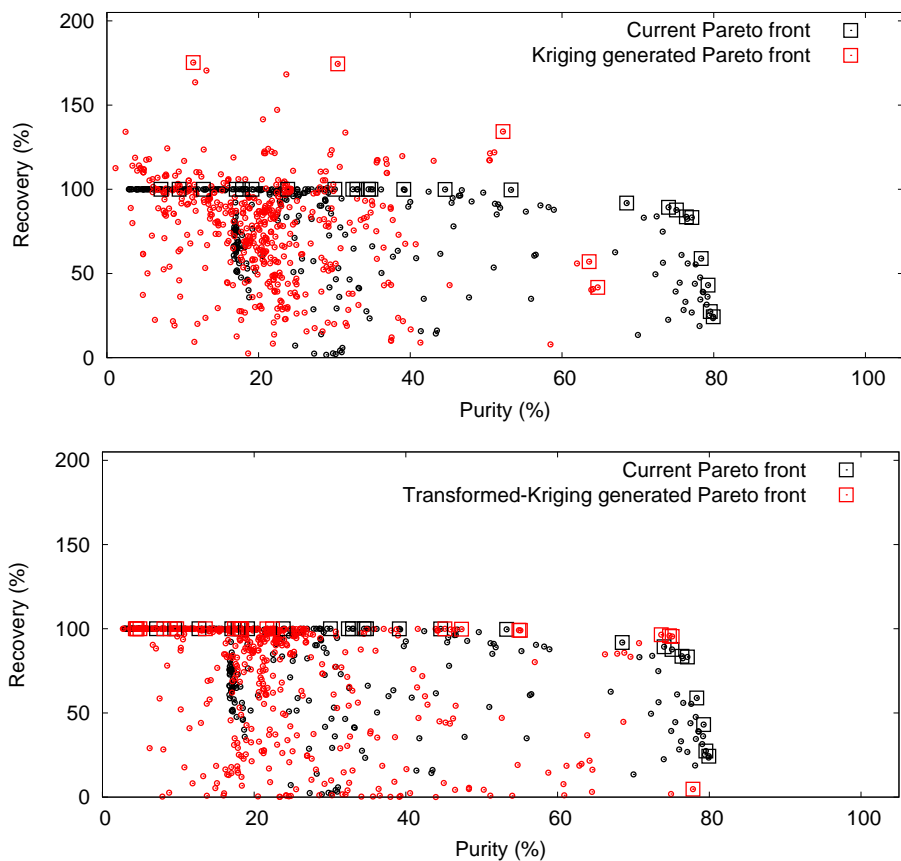 200
Current Pareto front
Kriging generated Pareto front
150
Recovery (%)
100
50
0
0 20 40 60 80 100
Purity (%)
200
Current Pareto front
Transformed-Kriging generated Pareto front
150
Recovery (%)
100
50
0
0 20 40 60 80 100
Purity (%)